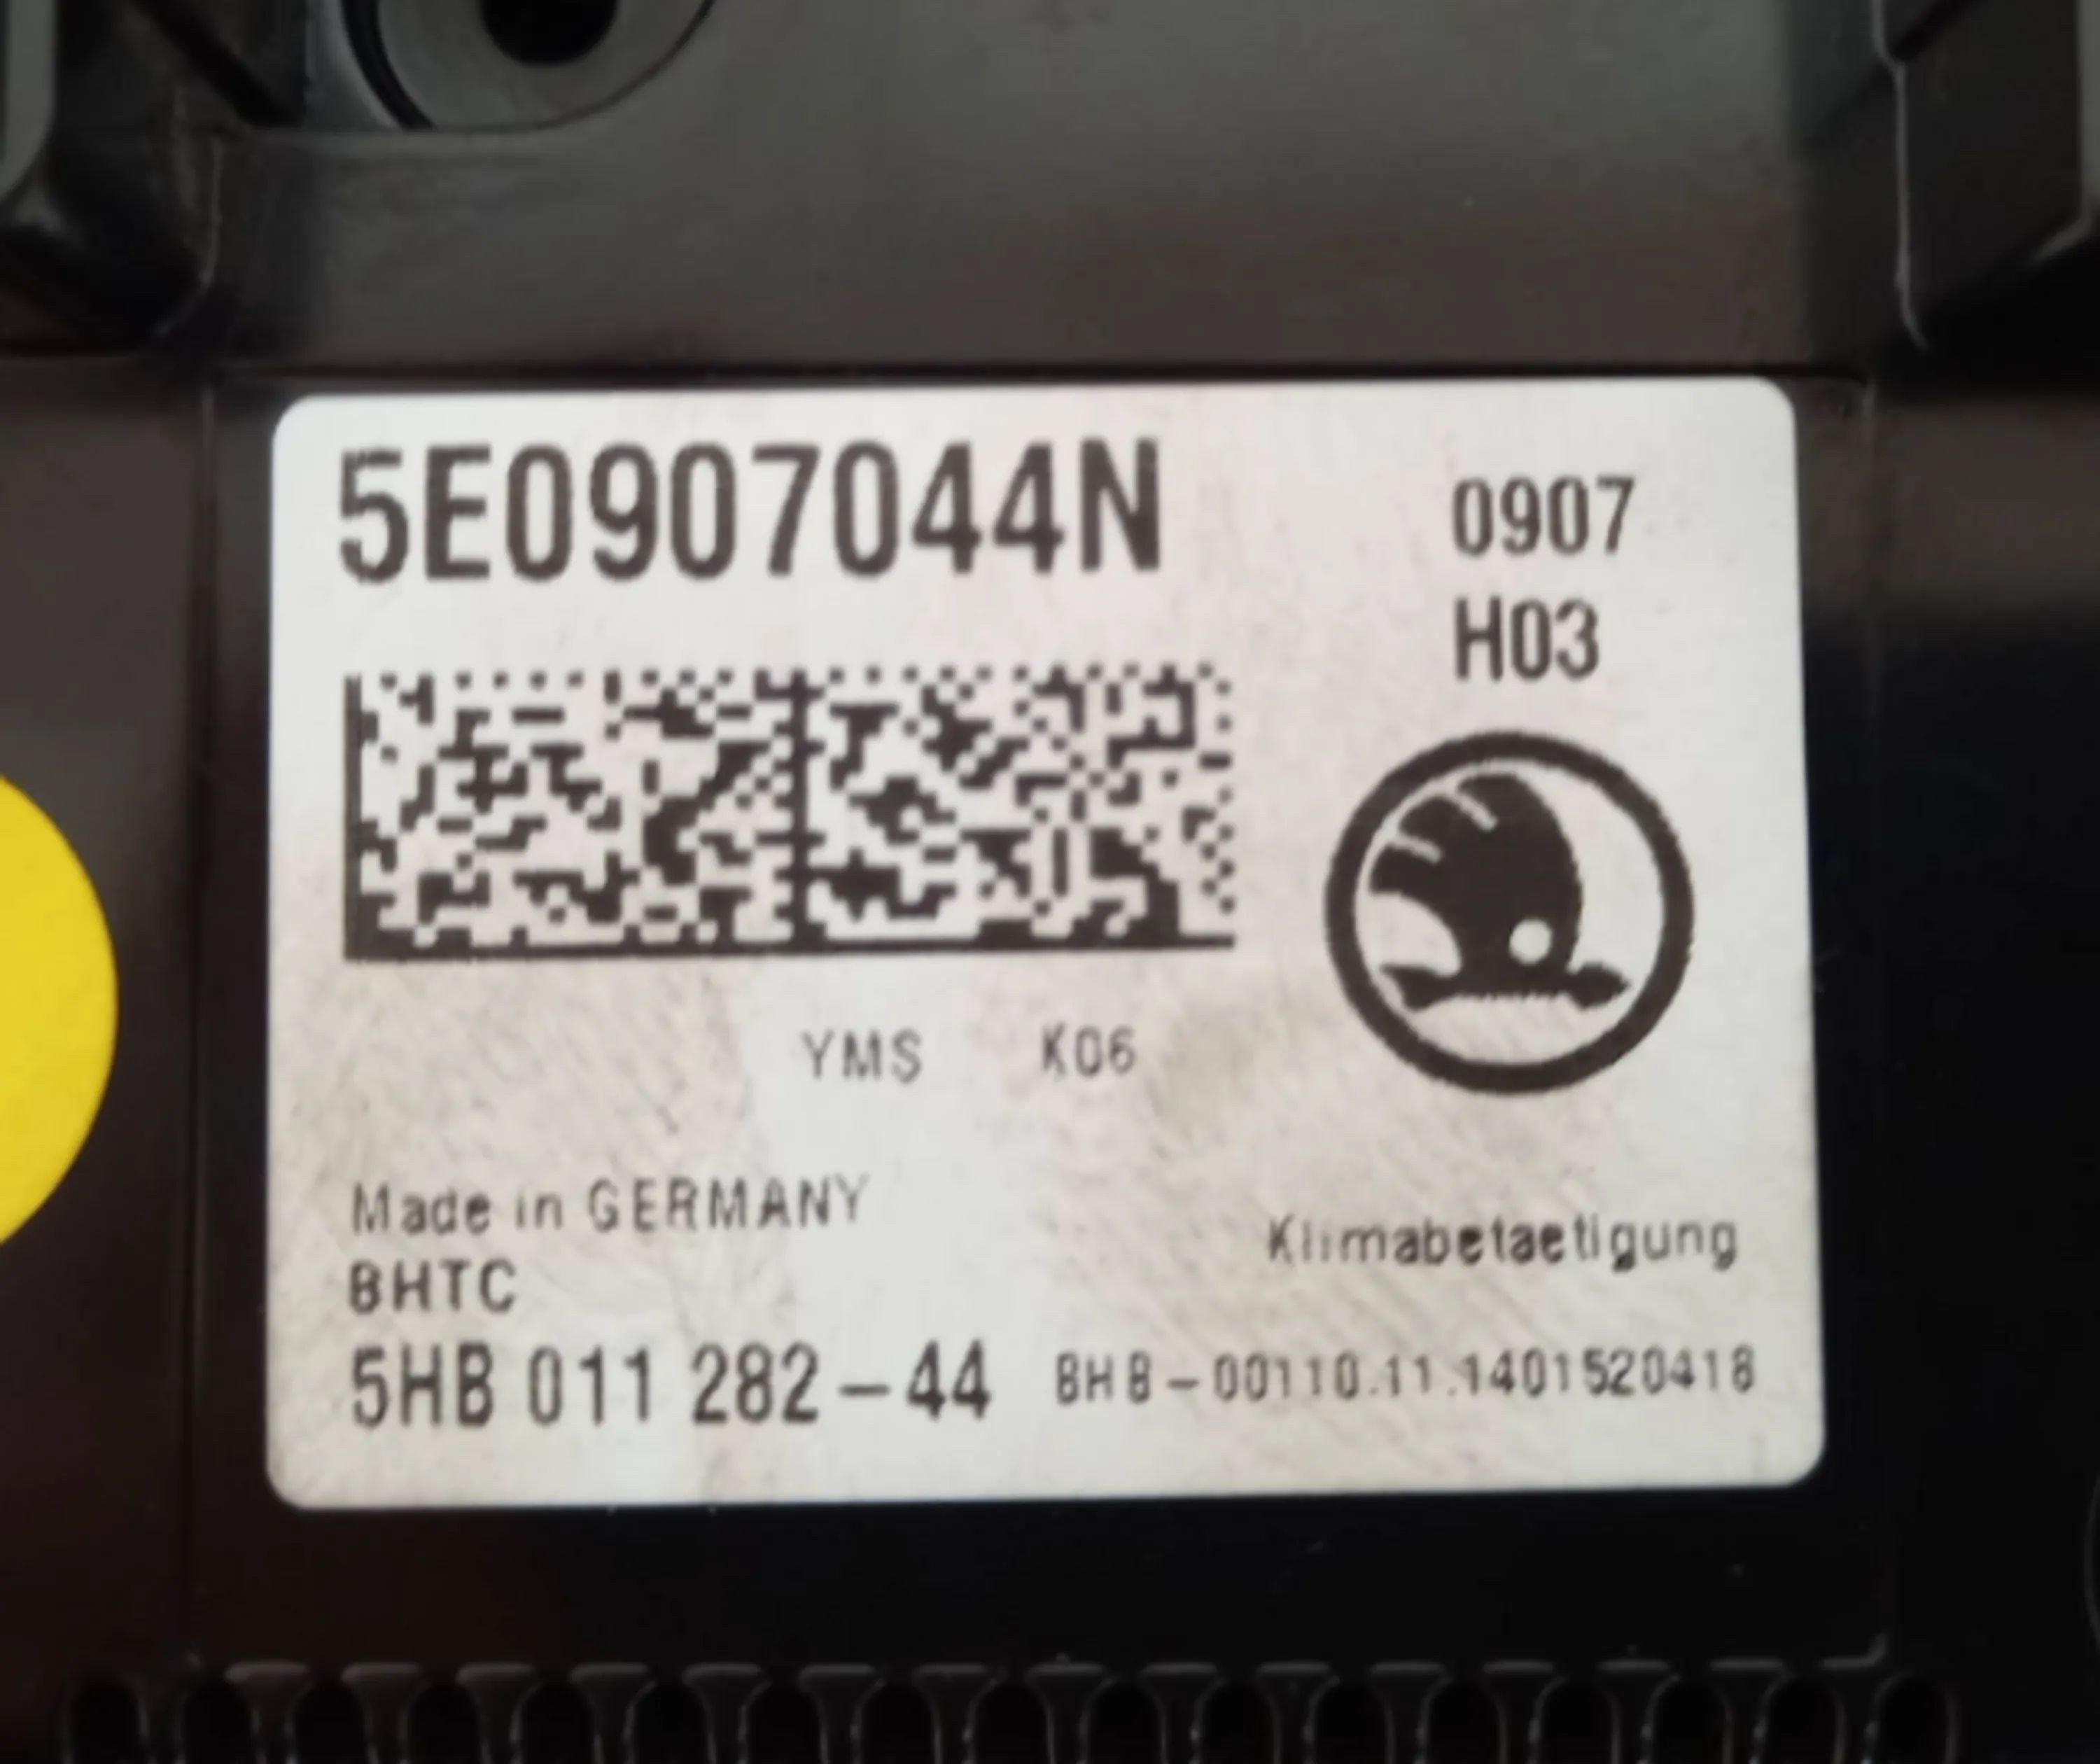 5E0907044N
0907
H03
YMS K06
Made in GERMANY
BHTC
Klimabetaetigung
5HB 011 282-44
BHB-00110.11.1401520418